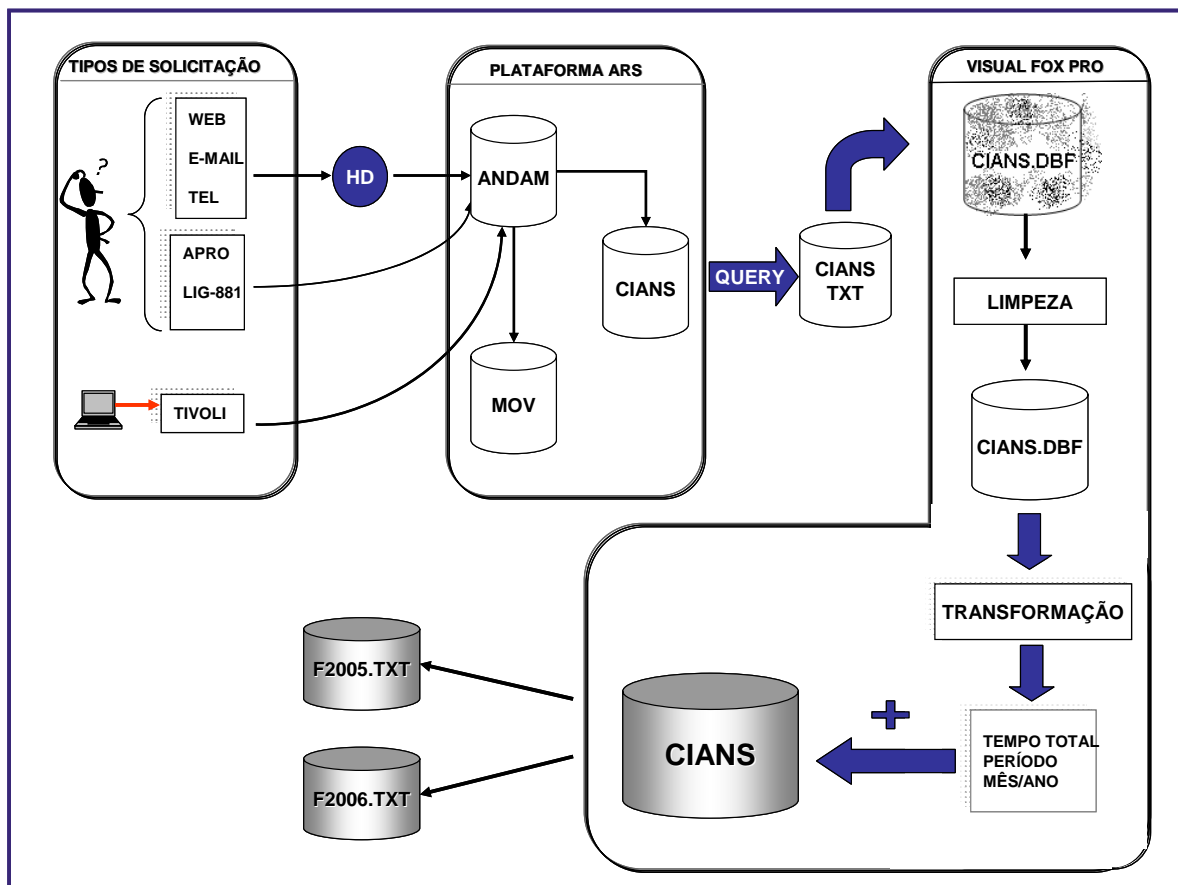 TIPOS DE SOLICITAÇÃO
WEB
E-MAIL
TEL
APRO
LIG-881
TIVOLI
?
HD
PLATAFORMA ARS
ANDAM
CIANS
MOV
QUERY
CIANS
TXT
VISUAL FOX PRO
CIANS.DBF
LIMPEZA
CIANS.DBF
TRANSFORMAÇÃO
TEMPO TOTAL
PERÍODO
MÊS/ANO
+
CIANS
F2005.TXT
F2006.TXT